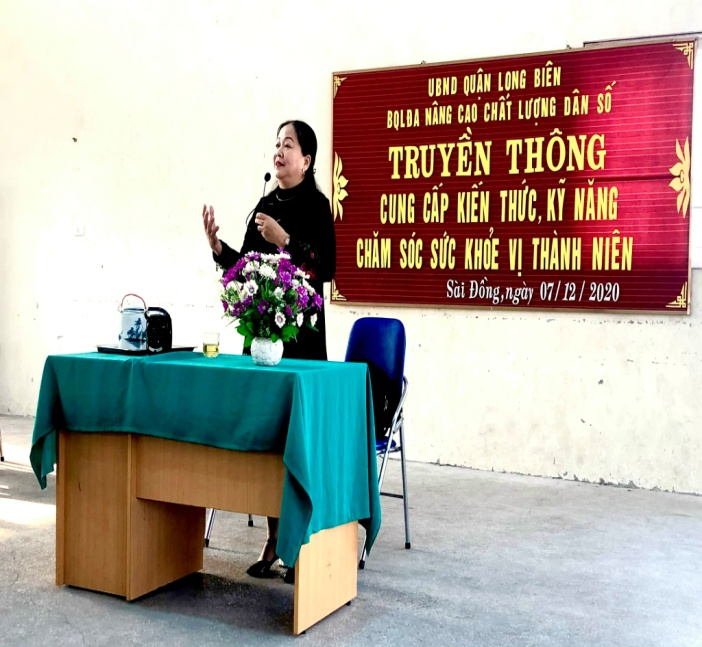 UBND QUẬN LONG BIÊN
BQLĐA NÂNG CAO CHẤT LƯỢNG DÂN SỐ
TRUYỀN THÔNG
CUNG CẤP KIẾN THỨC, KỸ NĂNG
CHĂM SÓC SỨC KHỎE VỊ THÀNH NIÊN
Sài Đồng, ngày 07/12/2020